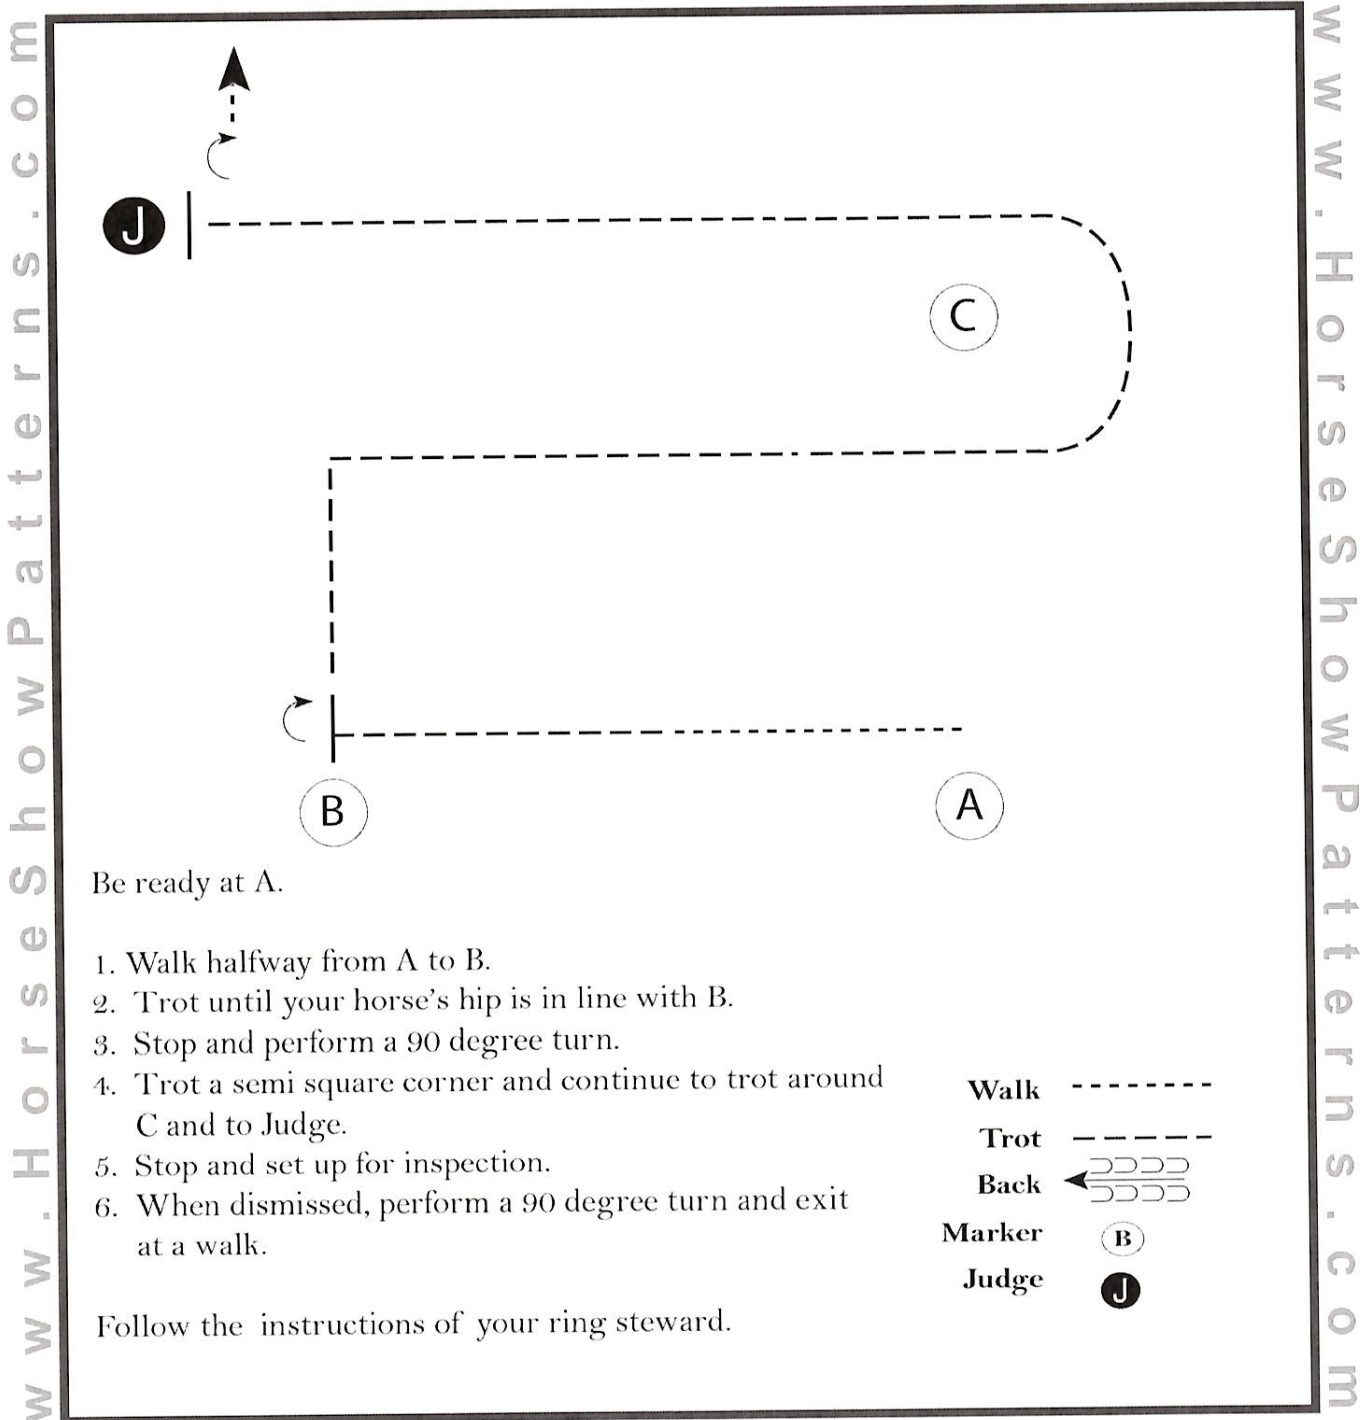 www.HorseShowPatterns.com
www.HorseShowPatterns.com
J
C
B
A
Be ready at A.
1. Walk halfway from A to B.
2. Trot until your horse's hip is in line with B.
3. Stop and perform a 90 degree turn.
4. Trot a semi square corner and continue to trot around
C and to Judge.
5. Stop and set up for inspection.
6. When dismissed, perform a 90 degree turn and exit
at a walk.
Follow the instructions of your ring steward.
Walk
Trot
Back
Marker B
Judge J